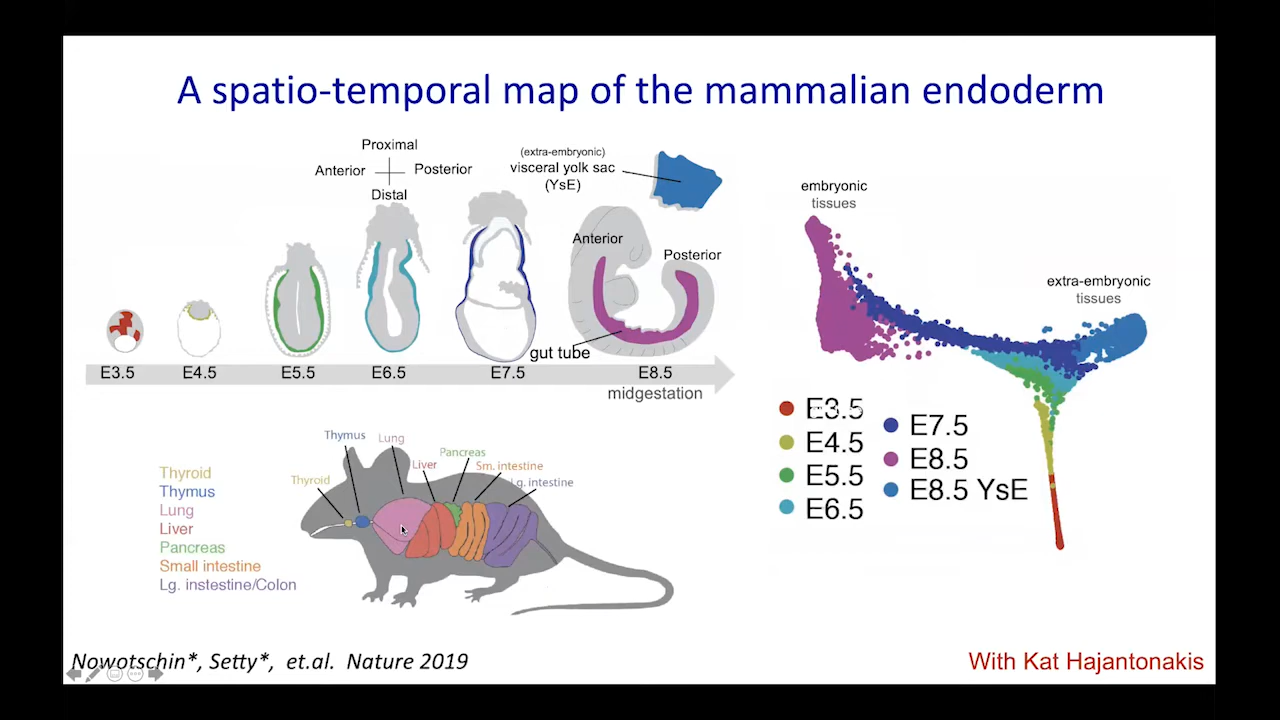 A spatio-temporal map of the mammalian endoderm
Proximal
Anterior
Posterior
Distal
(extra-embryonic)
visceral yolk sac
(YsE)
Anterior
Posterior
gut tube
E3.5
E4.5
E5.5
E6.5
E7.5
E8.5
midgestation
embryonic
tissues
extra-embryonic
tissues
E3.5
E4.5
E5.5
E6.5
E7.5
E8.5
E8.5 YsE
Thyroid
Thymus
Lung
Liver
Pancreas
Small intestine
Lg. instestine/Colon
Thyroid
Thymus
Lung
Liver
Pancreas
Sm. intestine
Lg. intestine
Nowotschin*, Setty*, et.al. Nature 2019
With Kat Hajantonakis